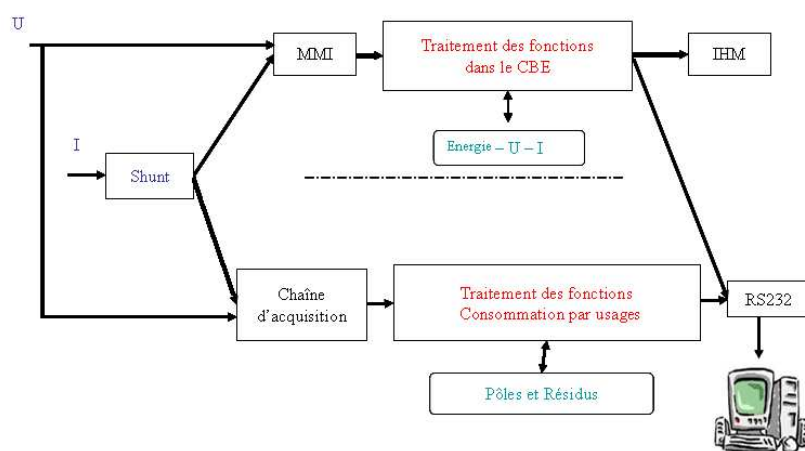 U
MMI
Traitement des fonctions
dans le CBE
IHM
Energie – U – I
I
Shunt
Chaîne
d'acquisition
Traitement des fonctions
Consommation par usages
RS232
Pôles et Résidus